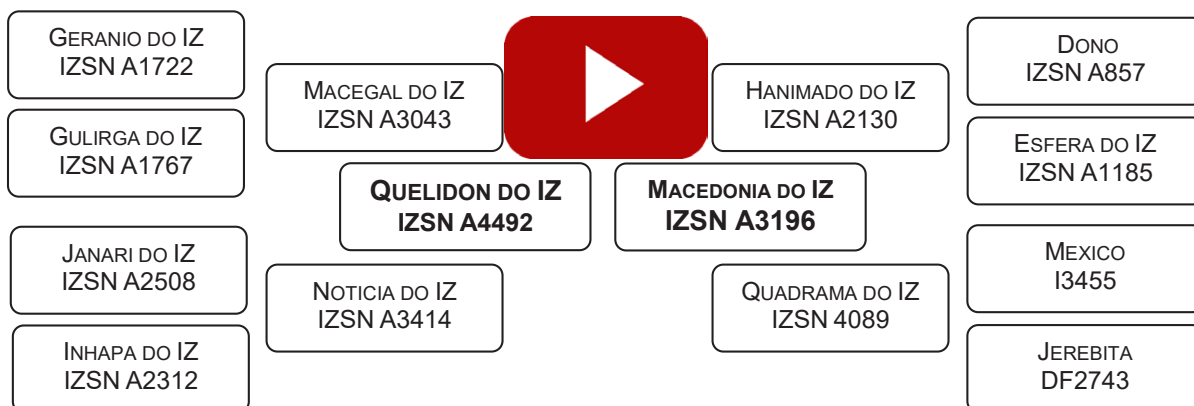 GERANIO DO IZ
IZSN A1722
GULIRGA DO IZ
IZSN A1767
JANARI DO IZ
IZSN A2508
INHAPA DO IZ
IZSN A2312
MACEGAL DO IZ
IZSN A3043
NOTICIA DO IZ
IZSN A3414
QUELIDON DO IZ
IZSN A4492
MACEDONIA DO IZ
IZSN A3196
HANIMADO DO IZ
IZSN A2130
QUADRAMA DO IZ
IZSN 4089
DONO
IZSN A857
ESFERA DO IZ
IZSN A1185
MEXICO
I3455
JEREBITA
DF2743